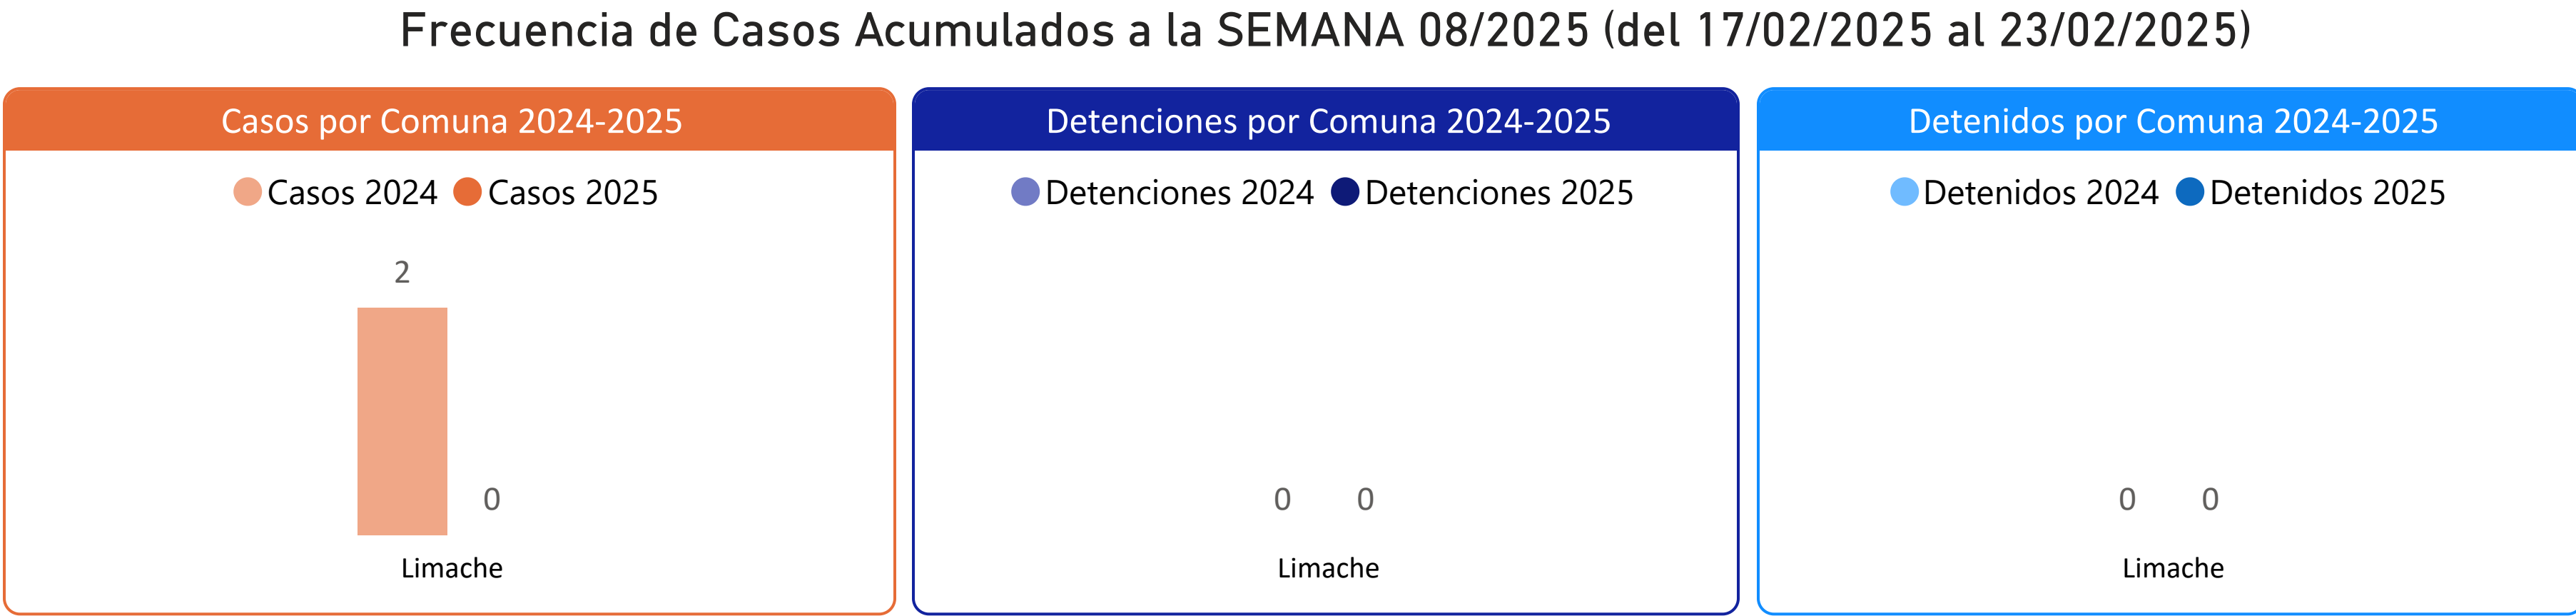 Frecuencia de Casos Acumulados a la SEMANA 08/2025 (del 17/02/2025 al 23/02/2025)
Casos por Comuna 2024-2025
Casos 2024 Casos 2025
2
0
Limache
Detenciones por Comuna 2024-2025
Detenciones 2024 Detenciones 2025
0 0
Limache
Detenidos por Comuna 2024-2025
Detenidos 2024 Detenidos 2025
0 0
Limache